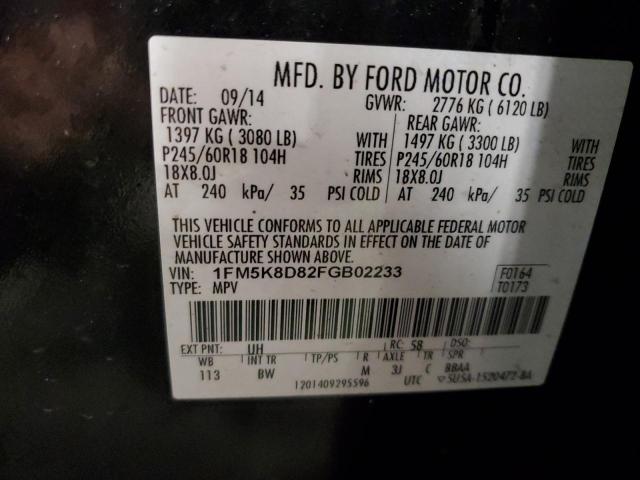 MFD. BY FORD MOTOR CO.
DATE: 09/14 GVWR: 2776 KG ( 6120 LB)
FRONT GAWR: REAR GAWR:
1397 KG ( 3080 LB) WITH 1497 KG ( 3300 LB) WITH
P245/60R18 104H TIRES P245/60R18 104H TIRES
18X8.0J RIMS 18X8.0J RIMS
AT 240 kPa/ 35 PSI COLD AT 240 kPa/ 35 PSI COLD
THIS VEHICLE CONFORMS TO ALL APPLICABLE FEDERAL MOTOR
VEHICLE SAFETY STANDARDS IN EFFECT ON THE DATE OF
MANUFACTURE SHOWN ABOVE.
VIN: 1FM5K8D82FGB02233 F0164
TYPE: MPV T0173
EXT PNT: UH RC: 58 DSO:
WB INT TR TP/PS R AXLE TR SPR
113 BW M 3J C BBAA
1201409295596 UTC 5USA-1520472-BA